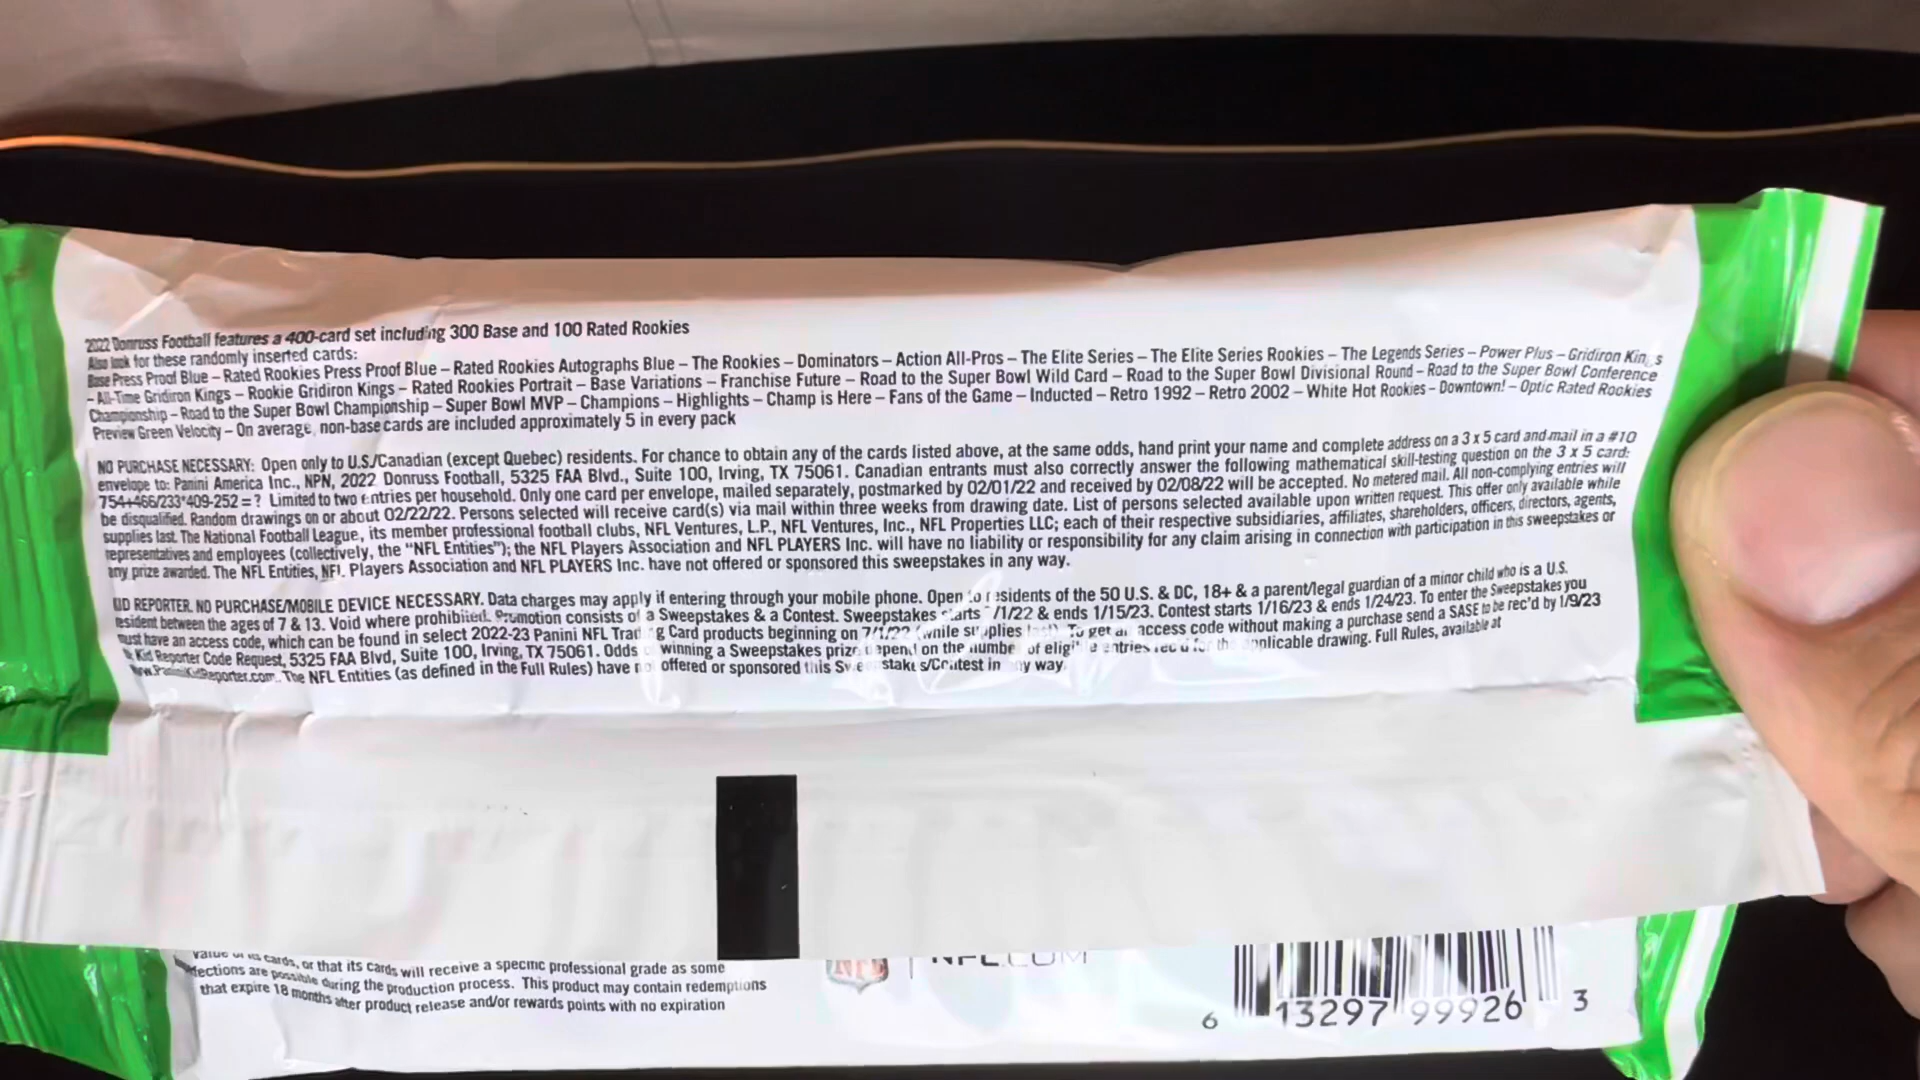 2022 Donruss Football features a 400-card set including 300 Base and 100 Rated Rookies
Also look for these randomly inserted cards:
Base Press Proof Blue – Rated Rookies Press Proof Blue – Rated Rookies Autographs Blue – The Rookies – Dominators – Action All-Pros – The Elite Series – The Elite Series Rookies – The Legends Series – Power Plus – Gridiron Kin s
– All-Time Gridiron Kings – Rookie Gridiron Kings – Rated Rookies Portrait – Base Variations – Franchise Future – Road to the Super Bowl Wild Card – Road to the Super Bowl Divisional Round – Road to the Super Bowl Conference
Championship – Road to the Super Bowl Championship – Super Bowl MVP – Champions – Highlights – Champ is Here – Fans of the Game – Inducted – Retro 1992 – Retro 2002 – White Hot Rookies – Downtown! – Optic Rated Rookies
Preview Green Velocity – On average, non-base cards are included approximately 5 in every pack
NO PURCHASE NECESSARY: Open only to U.S./Canadian (except Quebec) residents. For chance to obtain any of the cards listed above, at the same odds, hand print your name and complete address on a 3 x 5 card and mail in a #10
envelope to: Panini America Inc., NPN, 2022 Donruss Football, 5325 FAA Blvd., Suite 100, Irving, TX 75061. Canadian entrants must also correctly answer the following mathematical skill-testing question on the 3 x 5 card:
754+466/233*409-252 = ? Limited to two entries per household. Only one card per envelope, mailed separately, postmarked by 02/01/22 and received by 02/08/22 will be accepted. No metered mail. All non-complying entries will
be disqualified. Random drawings on or about 02/22/22. Persons selected will receive card(s) via mail within three weeks from drawing date. List of persons selected available upon written request. This offer only available while
supplies last. The National Football League, its member professional football clubs, NFL Ventures, L.P., NFL Ventures, Inc., NFL Properties LLC; each of their respective subsidiaries, affiliates, shareholders, officers, directors, agents,
representatives and employees (collectively, the “NFL Entities”); the NFL Players Association and NFL PLAYERS Inc. will have no liability or responsibility for any claim arising in connection with participation in this sweepstakes or
any prize awarded. The NFL Entities, NFL Players Association and NFL PLAYERS Inc. have not offered or sponsored this sweepstakes in any way.
KID REPORTER. NO PURCHASE/MOBILE DEVICE NECESSARY. Data charges may apply if entering through your mobile phone. Open to residents of the 50 U.S. & DC, 18+ & a parent/legal guardian of a minor child who is a U.S.
resident between the ages of 7 & 13. Void where prohibited. Promotion consists of a Sweepstakes & a Contest. Sweepstakes starts /1/22 & ends 1/15/23. Contest starts 1/16/23 & ends 1/24/23. To enter the Sweepstakes you
must have an access code, which can be found in select 2022-23 Panini NFL Trading Card products beginning on 7/1/22 (while supplies last). To get an access code without making a purchase send a SASE to be rec'd by 1/9/23
Kid Reporter Code Request, 5325 FAA Blvd, Suite 100, Irving, TX 75061. Odds winning a Sweepstakes prize depend on the number of eligible entries rec'd for the applicable drawing. Full Rules, available at
www.PaniniKidReporter.com. The NFL Entities (as defined in the Full Rules) have not offered or sponsored this Sweepstakes/Contest in any way.
value of its cards, or that its cards will receive a specific professional grade as some
imperfections are possible during the production process. This product may contain redemptions
that expire 18 months after product release and/or rewards points with no expiration
NFL | NFL.COM
6 13297 99926 3